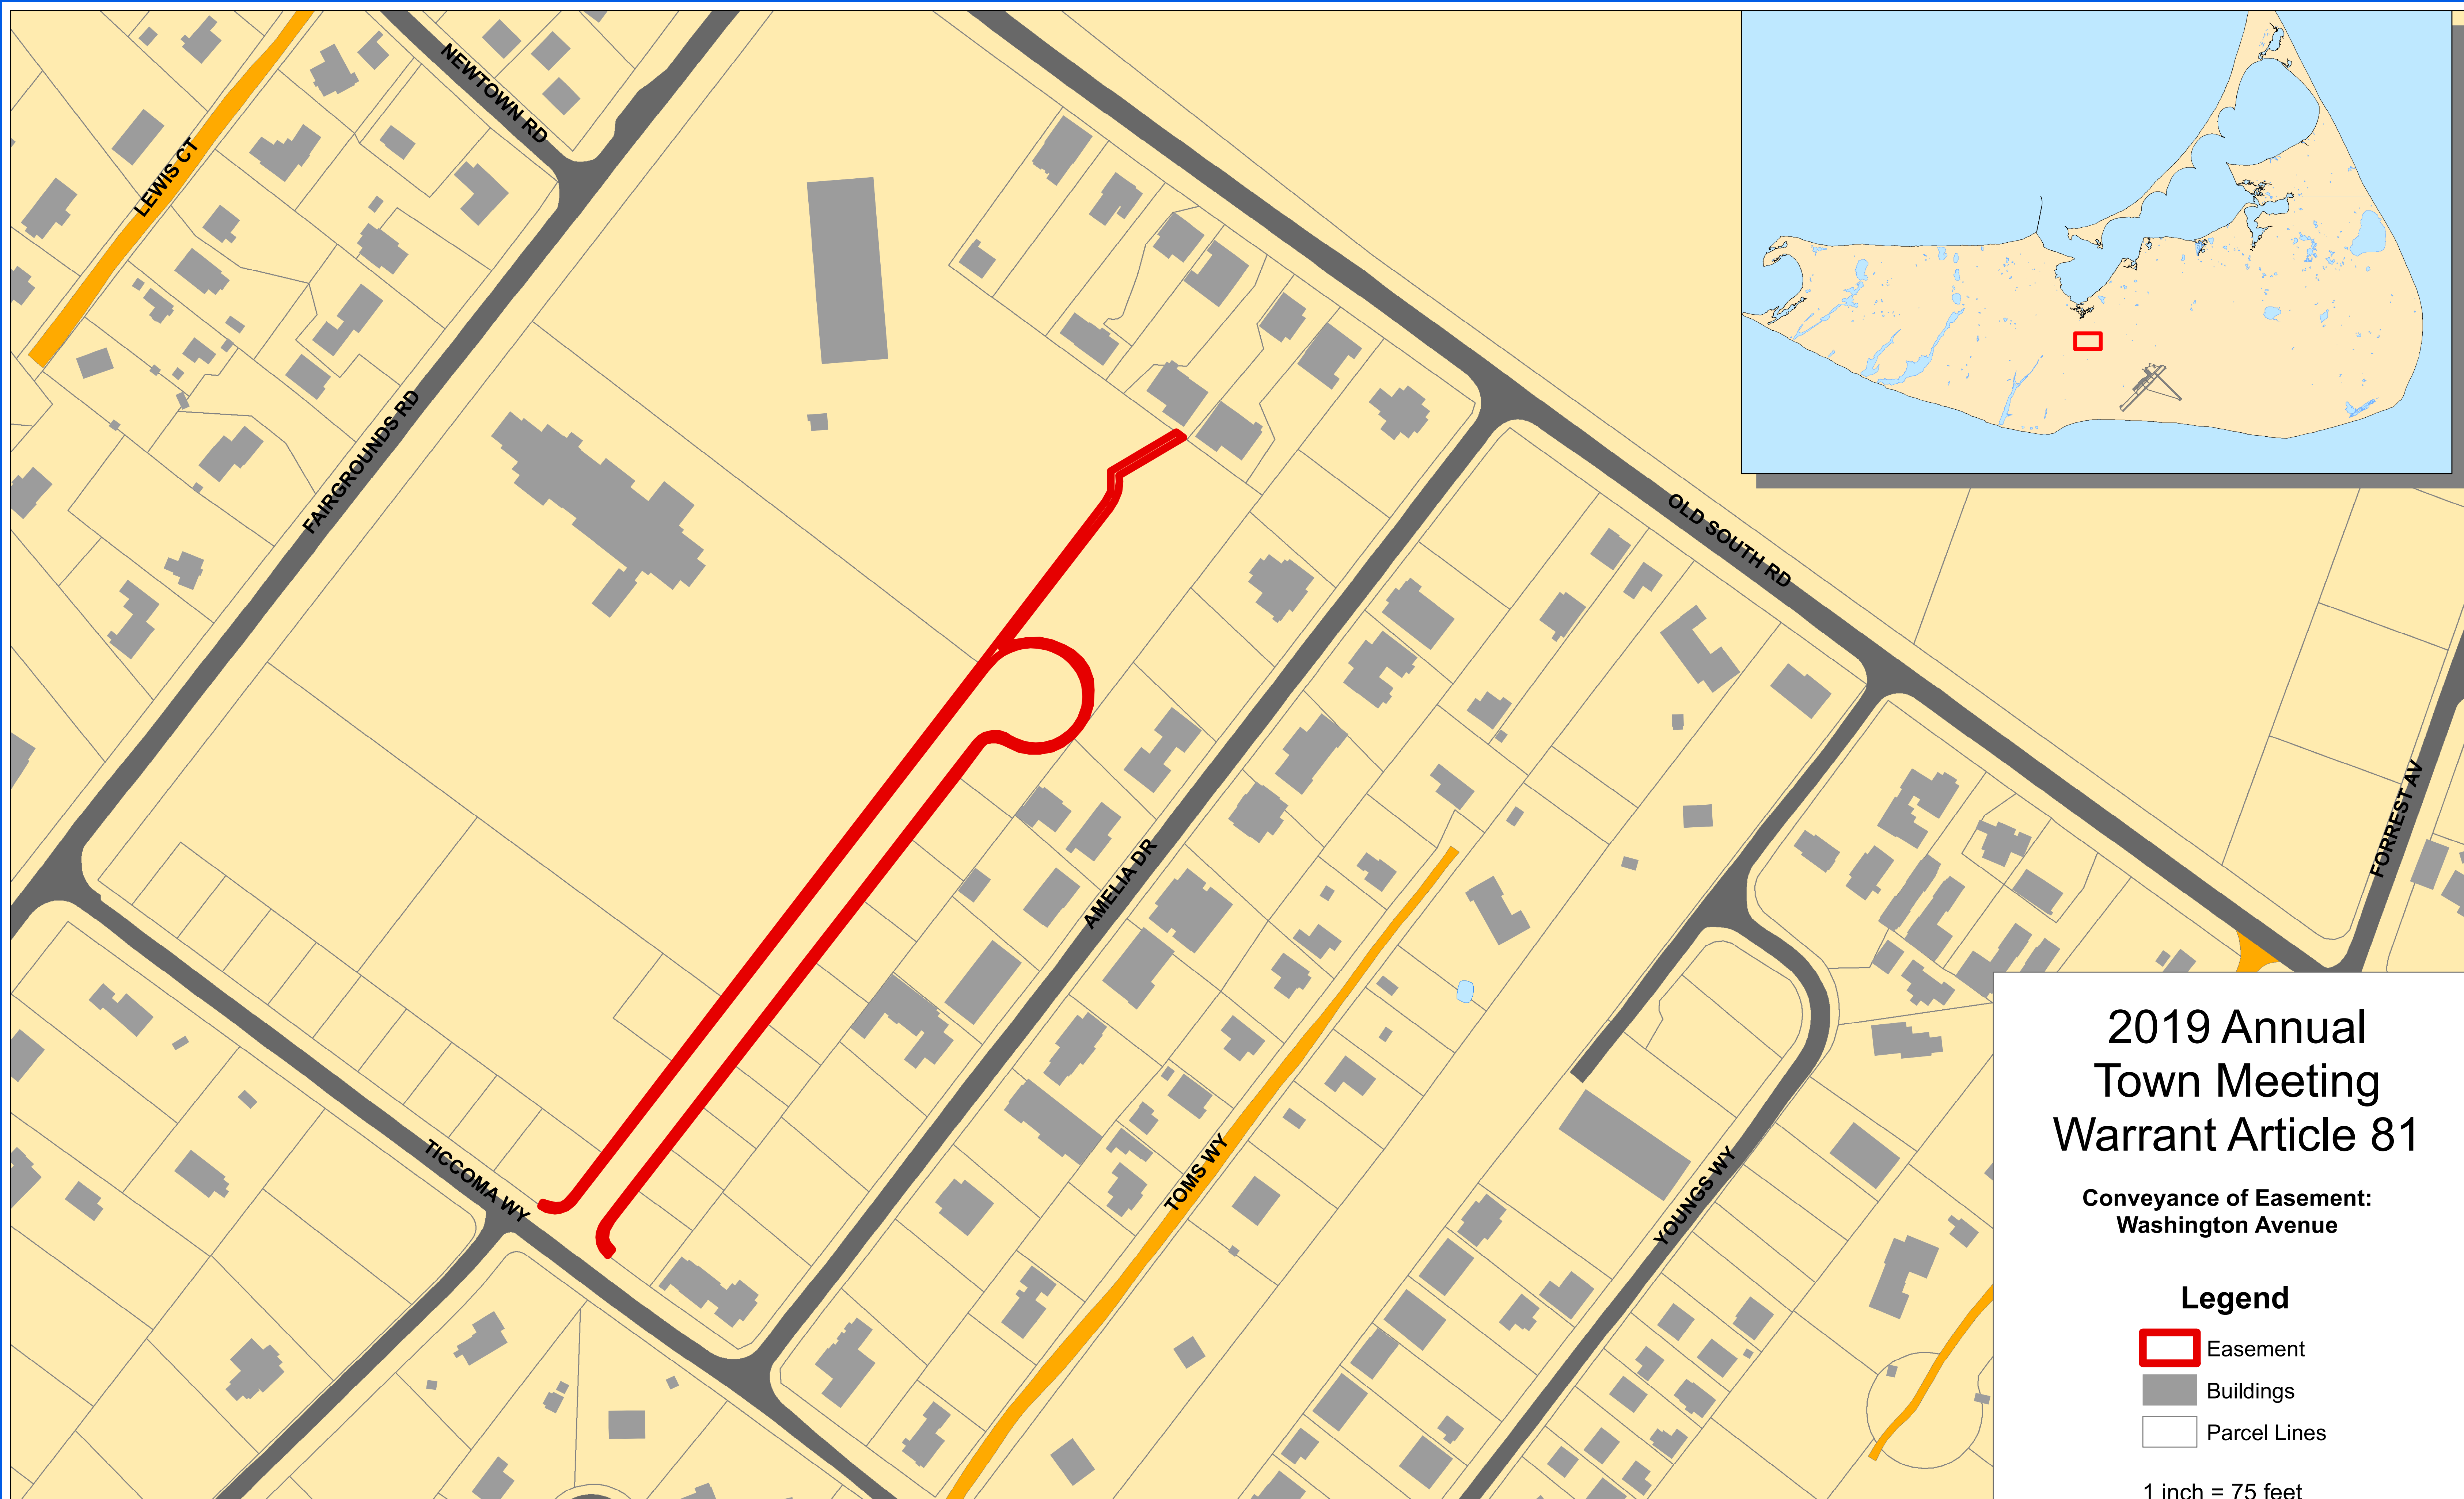 NEWTOWN RD
LEWIS CT
FAIRGROUNDS RD
OLD SOUTH RD
FORREST AV
AMELIA DR
TICCOMA WY
TOMS WY
YOUNGS WY
2019 Annual
Town Meeting
Warrant Article 81
Conveyance of Easement:
Washington Avenue
Legend
Easement
Buildings
Parcel Lines
1 inch = 75 feet